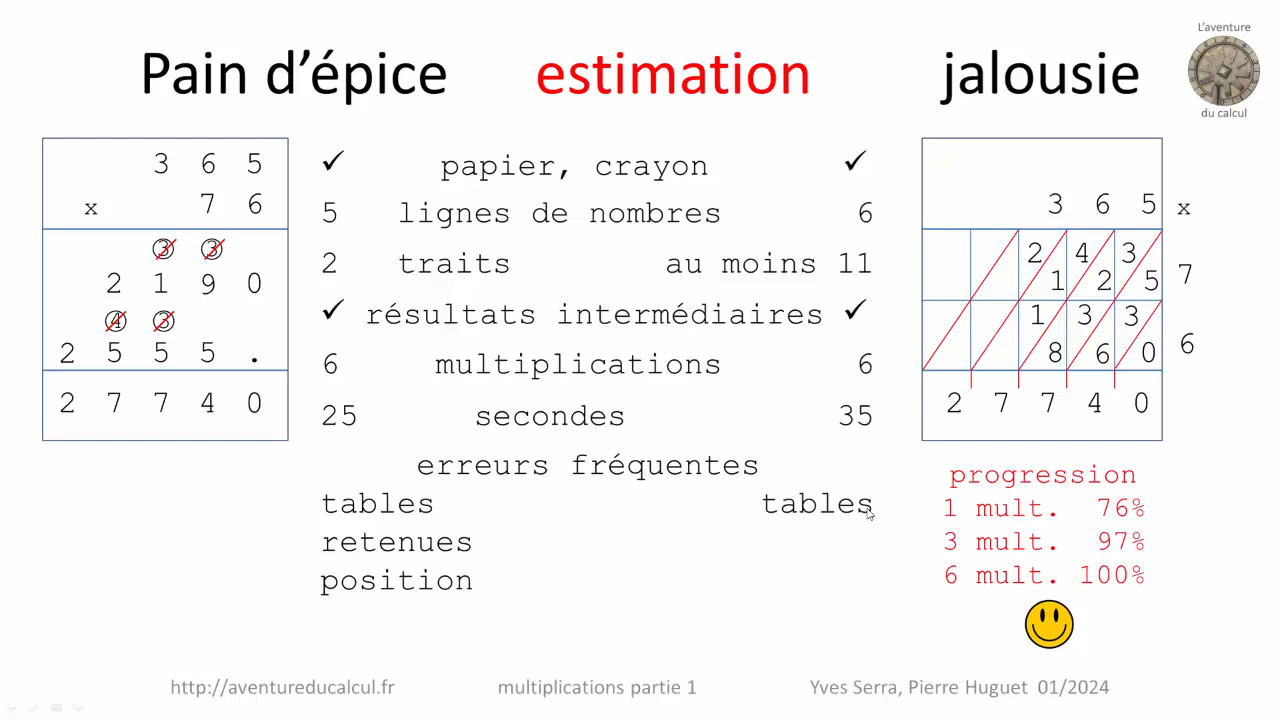 L'aventure
du calcul
Pain d'épice estimation jalousie
3 6 5
x 7 6
3 3
2 1 9 0
4 3
2 5 5 5 .
2 7 7 4 0
✓ papier, crayon ✓
5 lignes de nombres 6
2 traits au moins 11
✓ résultats intermédiaires ✓
6 multiplications 6
25 secondes 35
erreurs fréquentes
tables tables
retenues
position
3 6 5 x
2 4 3
1 2 5 7
1 3 3
8 6 0 6
2 7 7 4 0
progression
1 mult. 76%
3 mult. 97%
6 mult. 100%
http://aventureducalcul.fr multiplications partie 1 Yves Serra, Pierre Huguet 01/2024